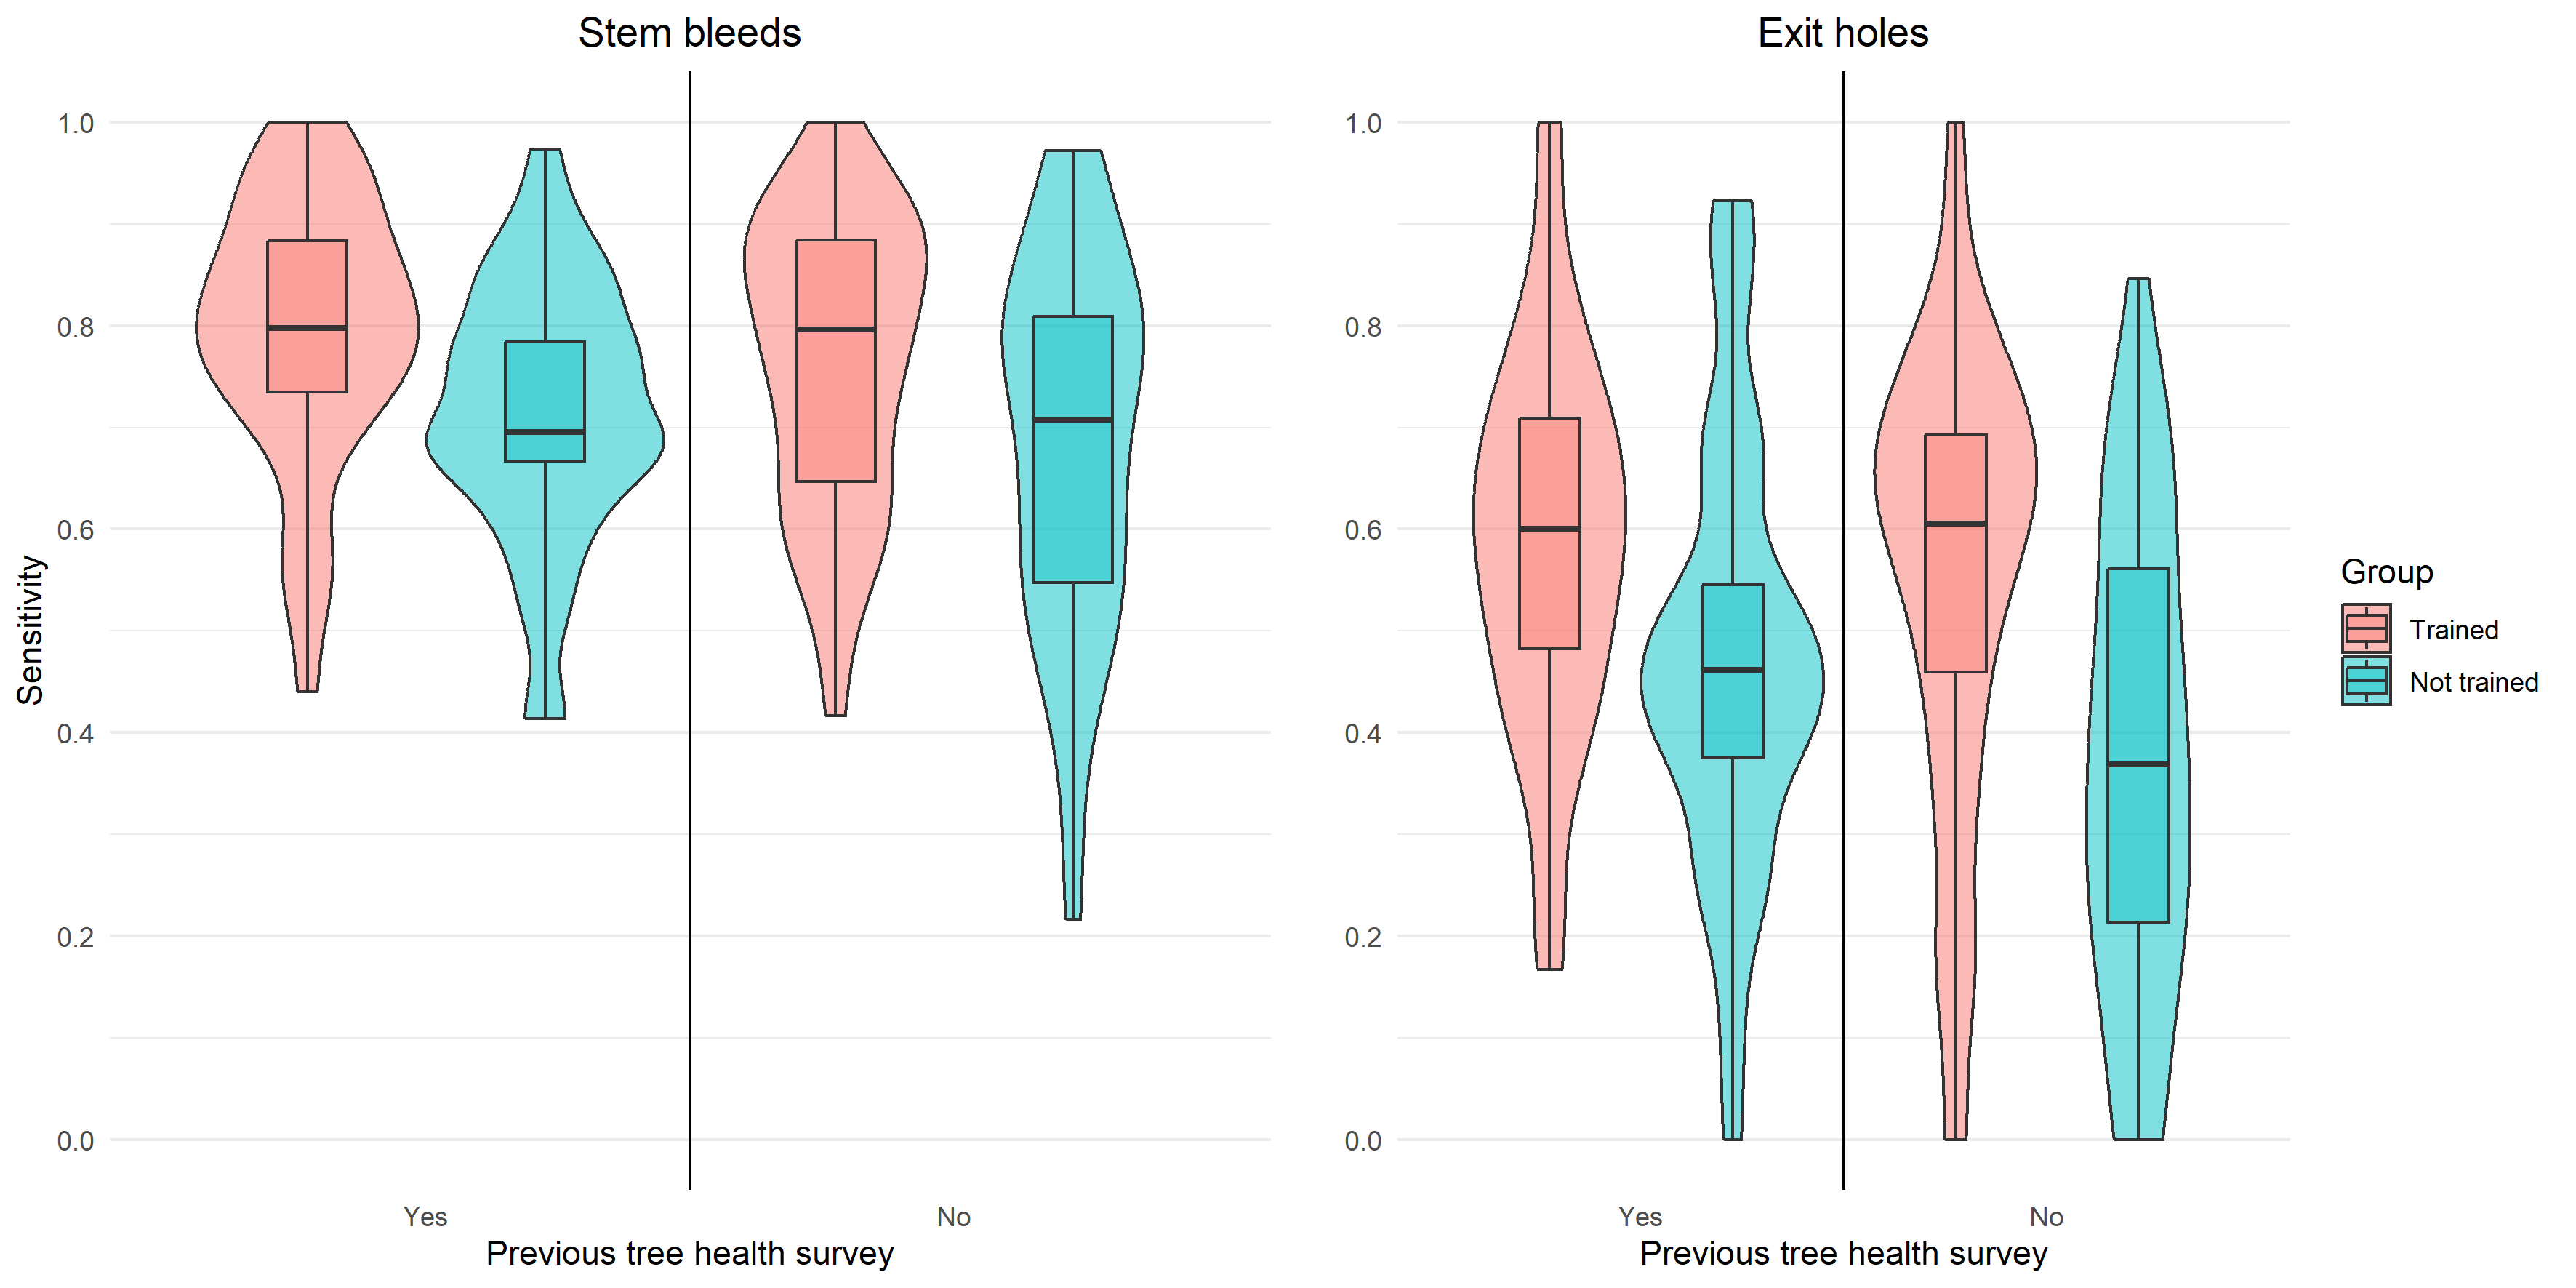 Stem bleeds
Exit holes
Sensitivity
1.0
0.8
0.6
0.4
0.2
0.0
Yes
No
Previous tree health survey
1.0
0.8
0.6
0.4
0.2
0.0
Yes
No
Previous tree health survey
Group
Trained
Not trained